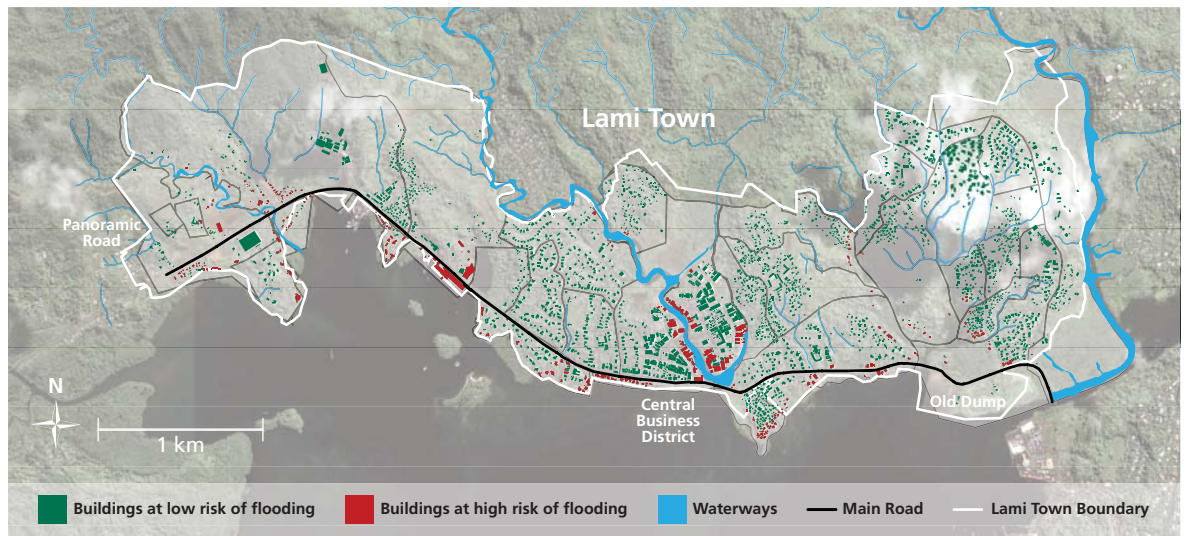 Lami Town
Panoramic
Road
Old Dump
Central
Business
District
N
1 km
Buildings at low risk of flooding
Buildings at high risk of flooding
Waterways
Main Road
Lami Town Boundary